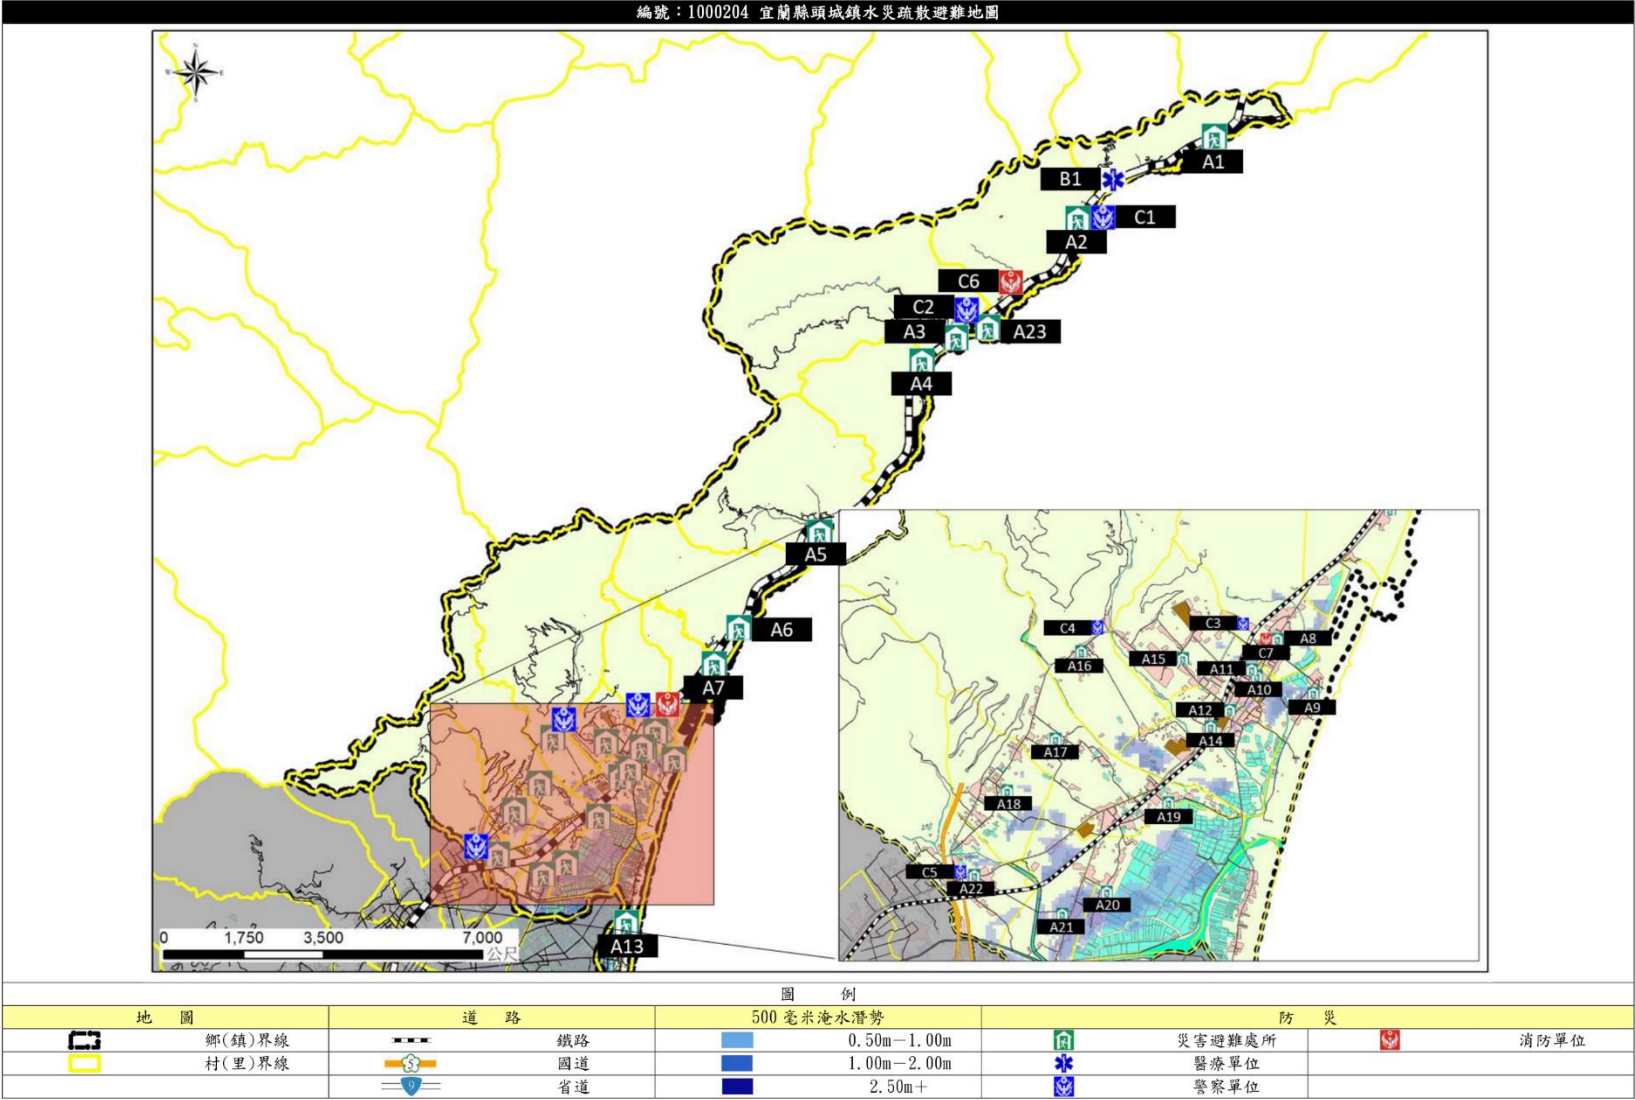 編號：1000204 宜蘭縣頭城鎮水災疏散避難地圖
N
W E
S
A1
B1
C1
A2
C6
C2
A3
A23
A4
A5
A6
A7
A13
0 1,750 3,500 7,000
公尺
C4
C3
A8
C7
A16
A15
A11
A10
A12
A9
A14
A17
A18
A19
C5
A22
A20
A21
圖 例
地 圖 道 路 500 毫米淹水潛勢 防 災
鄉(鎮)界線 鐵路 0.50m－1.00m 災害避難處所 消防單位
村(里)界線 5 國道 1.00m－2.00m 醫療單位
9 省道 2.50m＋ 警察單位